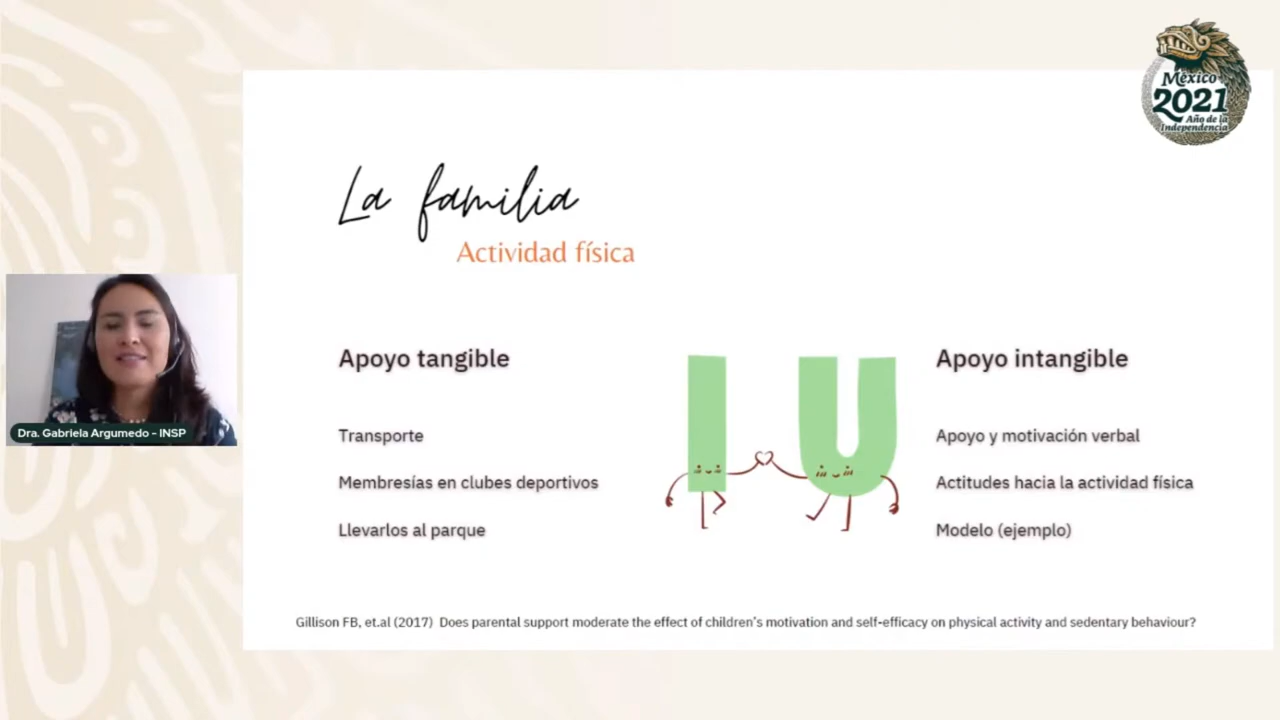 México
2021
Año de la
Independencia
La familia
Actividad física
Apoyo tangible
Transporte
Membresías en clubes deportivos
Llevarlos al parque
I U
Apoyo intangible
Apoyo y motivación verbal
Actitudes hacia la actividad física
Modelo (ejemplo)
Dra. Gabriela Argumedo - INSP
Gillison FB, et.al (2017) Does parental support moderate the effect of children's motivation and self-efficacy on physical activity and sedentary behaviour?